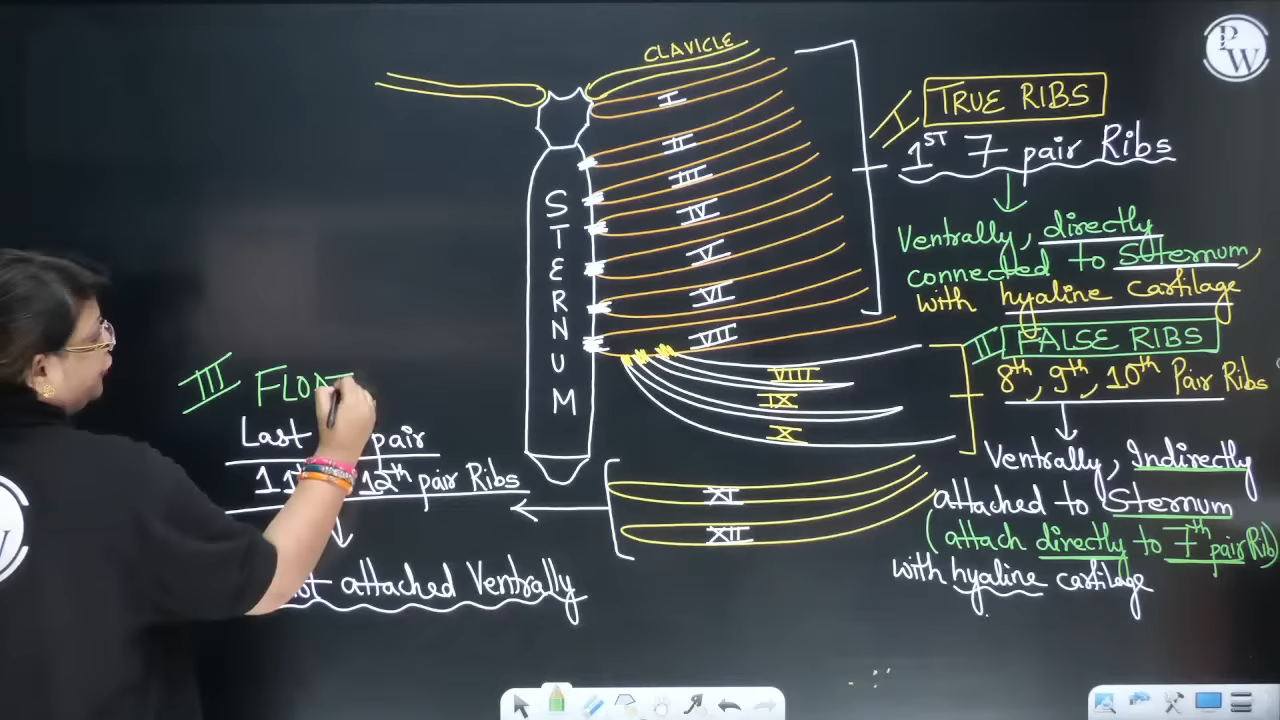 CLAVICLE
I
II
III
IV
V
VI
VII
VIII
IX
X
XI
XII
STERNUM
I TRUE RIBS
1ST 7 pair Ribs
Ventrally, directly
connected to Sternum,
with hyaline cartilage
II FALSE RIBS
8th, 9th, 10th Pair Ribs
Ventrally, Indirectly
attached to Sternum
(attach directly to 7th pair Rib)
with hyaline cartilage
III FLOAT
Last pair
12th pair Ribs
attached Ventrally
PW